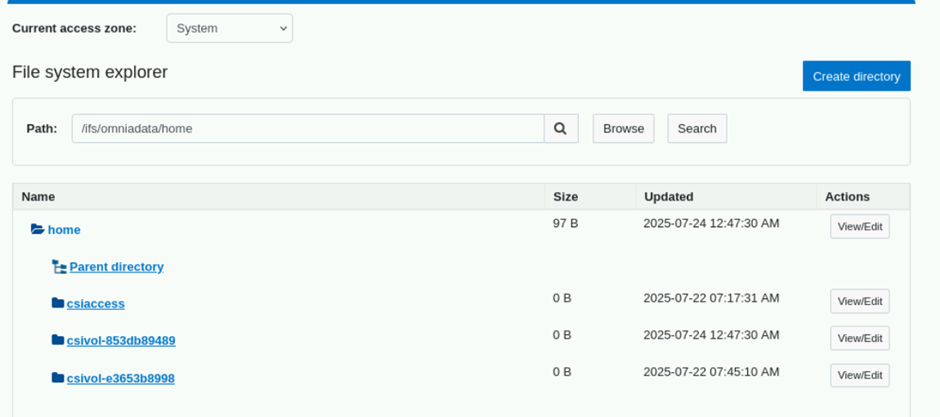 Current access zone: System
File system explorer
Create directory
Path: /ifs/omniadata/home Browse Search
Name Size Updated Actions
home 97 B 2025-07-24 12:47:30 AM View/Edit
Parent directory
csiaccess 0 B 2025-07-22 07:17:31 AM View/Edit
csivol-853db89489 0 B 2025-07-24 12:47:30 AM View/Edit
csivol-e3653b8998 0 B 2025-07-22 07:45:10 AM View/Edit